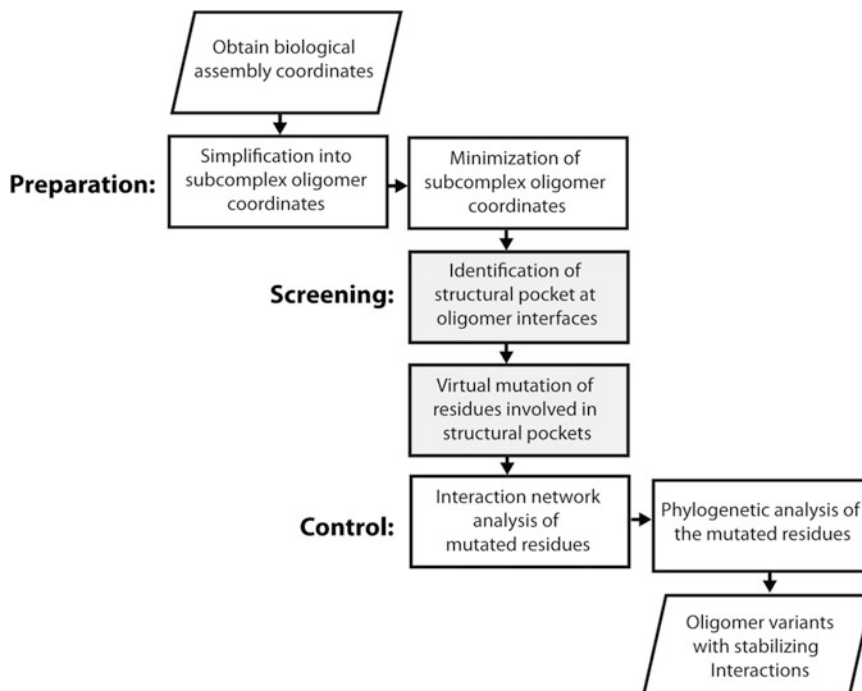 Obtain biological
assembly coordinates
Preparation:
Simplification into
subcomplex oligomer
coordinates
Minimization of
subcomplex oligomer
coordinates
Screening:
Identification of
structural pocket at
oligomer interfaces
Virtual mutation of
residues involved in
structural pockets
Control:
Interaction network
analysis of
mutated residues
Phylogenetic analysis of
the mutated residues
Oligomer variants
with stabilizing
Interactions